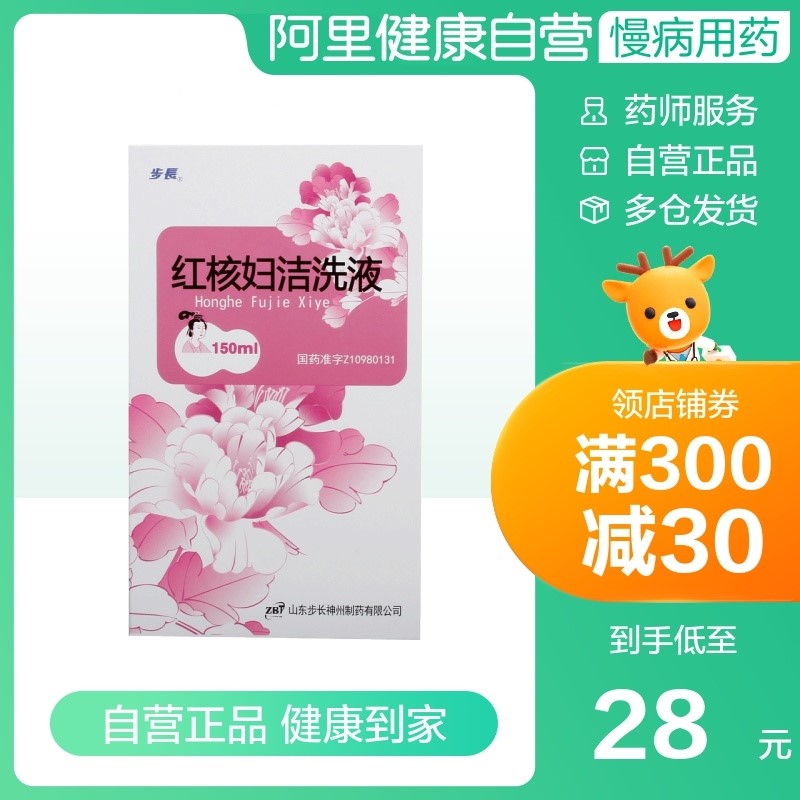 阿里健康自营 慢病用药
药师服务
自营正品
多仓发货
步長®
红核妇洁洗液
Honghe Fujie Xiye
150ml
国药准字Z10980131
ZBT 山东步长神州制药有限公司
领店铺券
满300
减30
到手低至
28 元
自营正品 健康到家